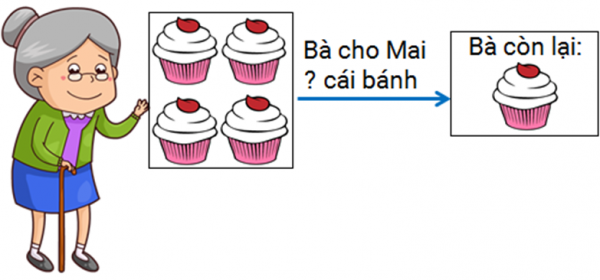 Bà cho Mai
? cái bánh
Bà còn lại: